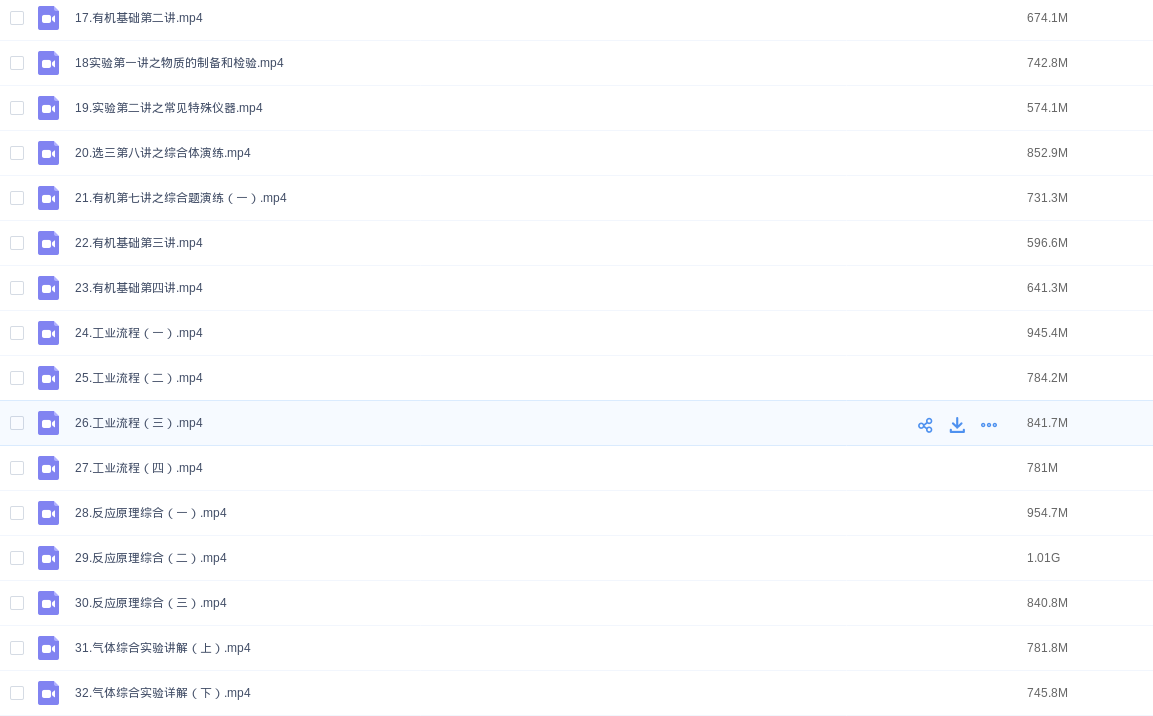 17.有机基础第二讲.mp4 674.1M
18实验第一讲之物质的制备和检验.mp4 742.8M
19.实验第二讲之常见特殊仪器.mp4 574.1M
20.选三第八讲之综合体演练.mp4 852.9M
21.有机第七讲之综合题演练（一）.mp4 731.3M
22.有机基础第三讲.mp4 596.6M
23.有机基础第四讲.mp4 641.3M
24.工业流程（一）.mp4 945.4M
25.工业流程（二）.mp4 784.2M
26.工业流程（三）.mp4 841.7M
27.工业流程（四）.mp4 781M
28.反应原理综合（一）.mp4 954.7M
29.反应原理综合（二）.mp4 1.01G
30.反应原理综合（三）.mp4 840.8M
31.气体综合实验讲解（上）.mp4 781.8M
32.气体综合实验详解（下）.mp4 745.8M